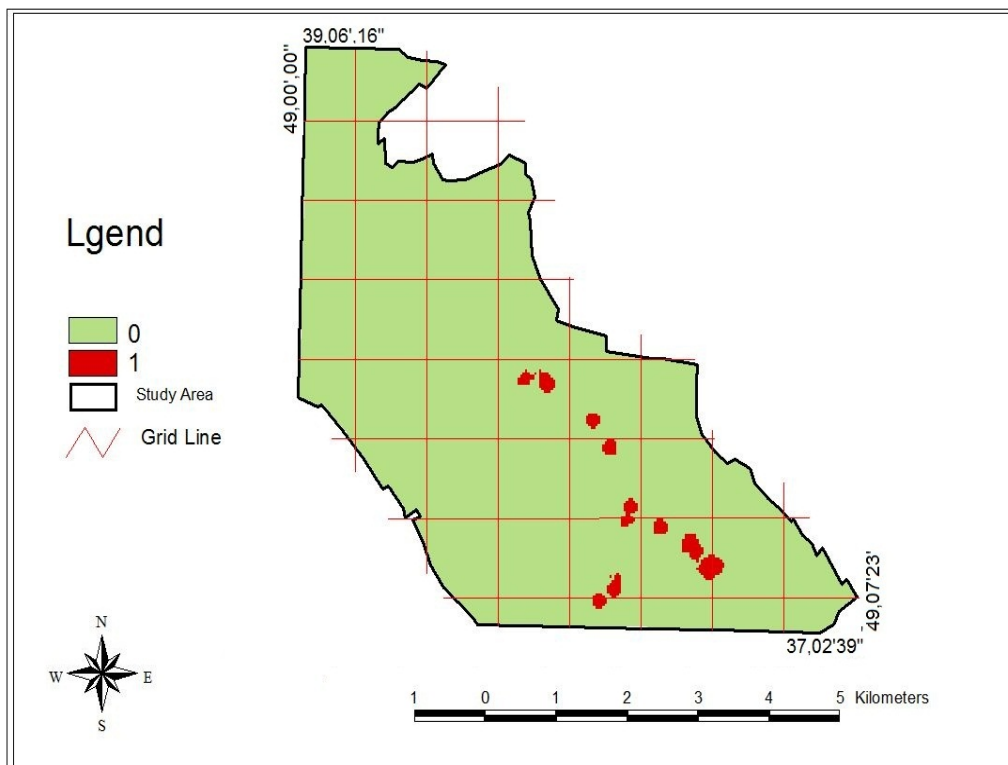 39,06',16"
49,00',00"
Lgend
0
1
Study Area
Grid Line
49,07'23'
37,02'39"
N
W
E
S
1 0 1 2 3 4 5 Kilometers